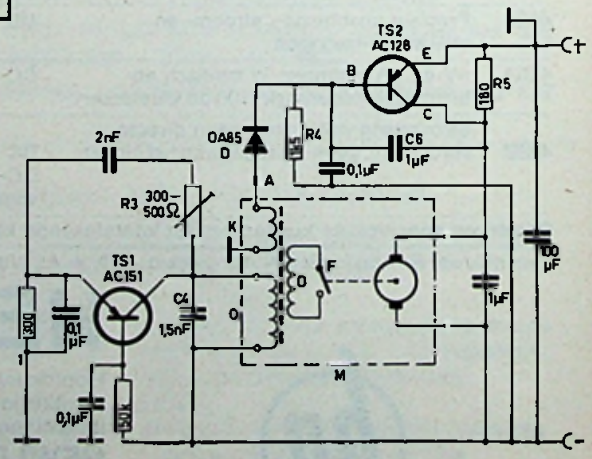 TS2
AC128
E
B
C
C+
180
R5
2nF
OA85
D
R4
C6
1µF
0,1µF
A
R3
300-
500Ω
K
100
µF
TS1
AC151
F
O
300
0,1
µF
C4
1,5nF
O
1µF
1
M
0,1µF
50k
C-